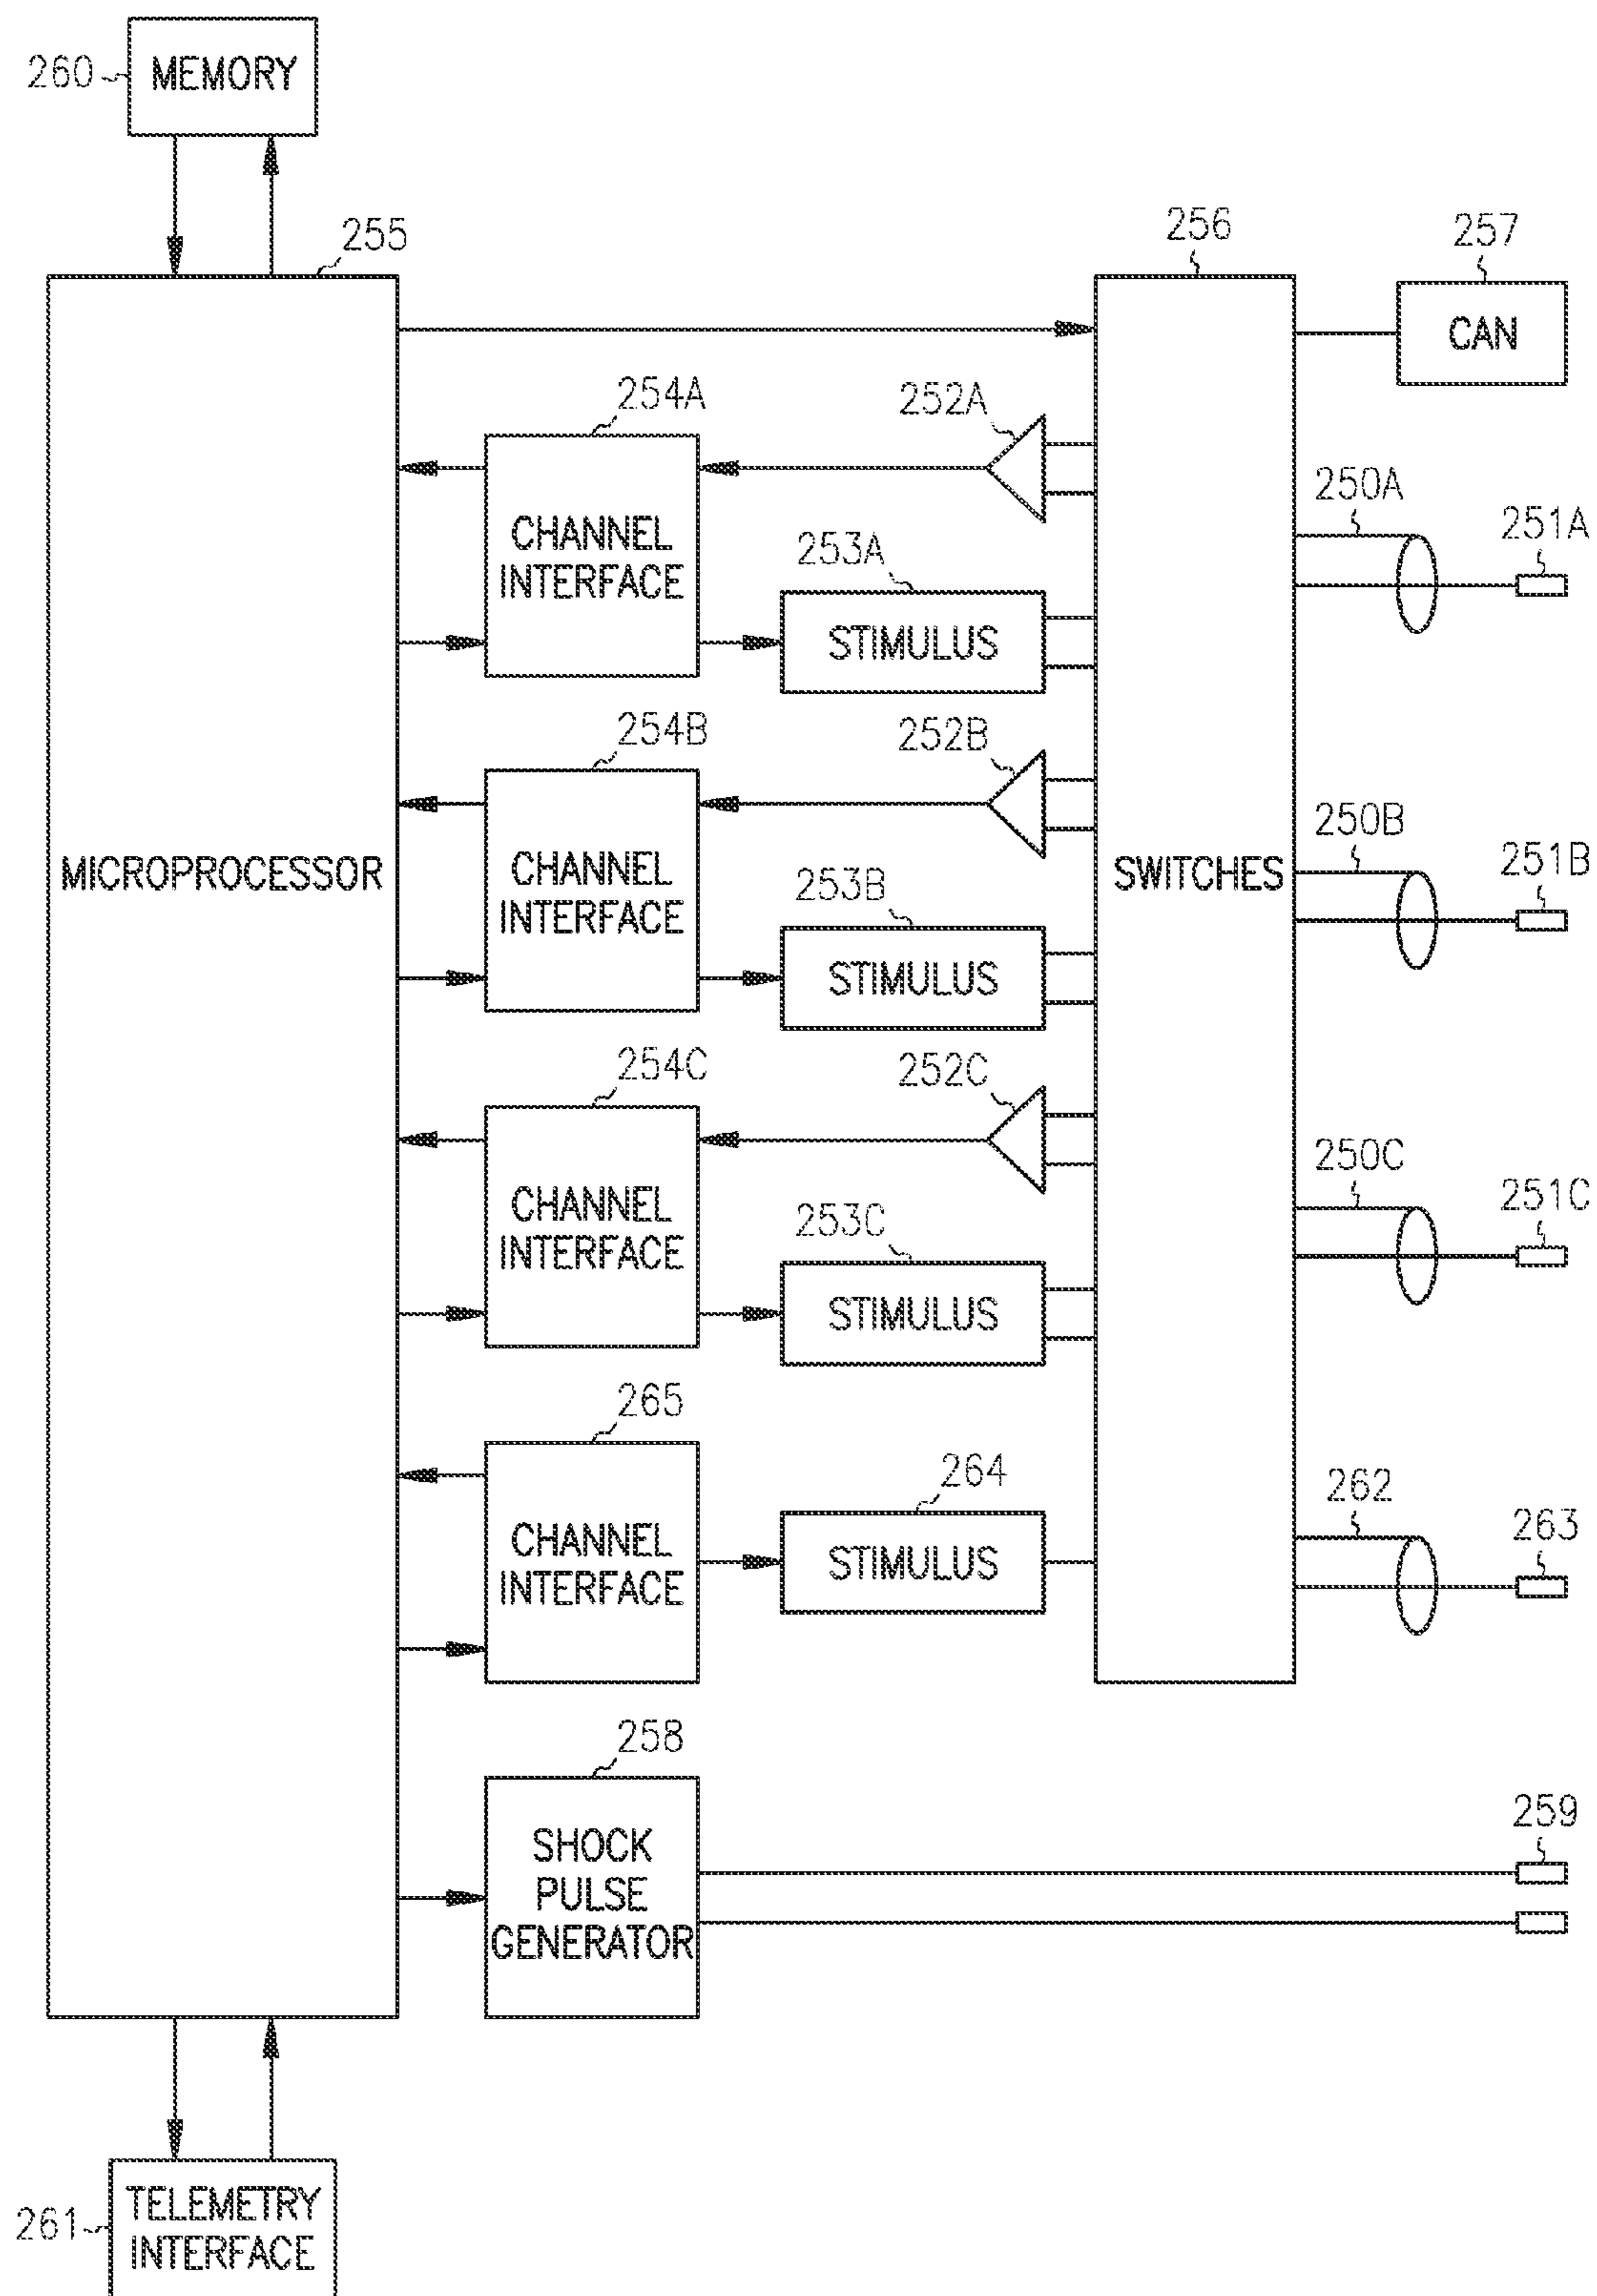 260
MEMORY
255
256
257
CAN
254A
252A
250A
251A
CHANNEL
INTERFACE
253A
STIMULUS
254B
252B
250B
251B
MICROPROCESSOR
CHANNEL
INTERFACE
253B
STIMULUS
SWITCHES
254C
252C
250C
251C
CHANNEL
INTERFACE
253C
STIMULUS
265
264
262
263
CHANNEL
INTERFACE
STIMULUS
258
259
SHOCK
PULSE
GENERATOR
261
TELEMETRY
INTERFACE